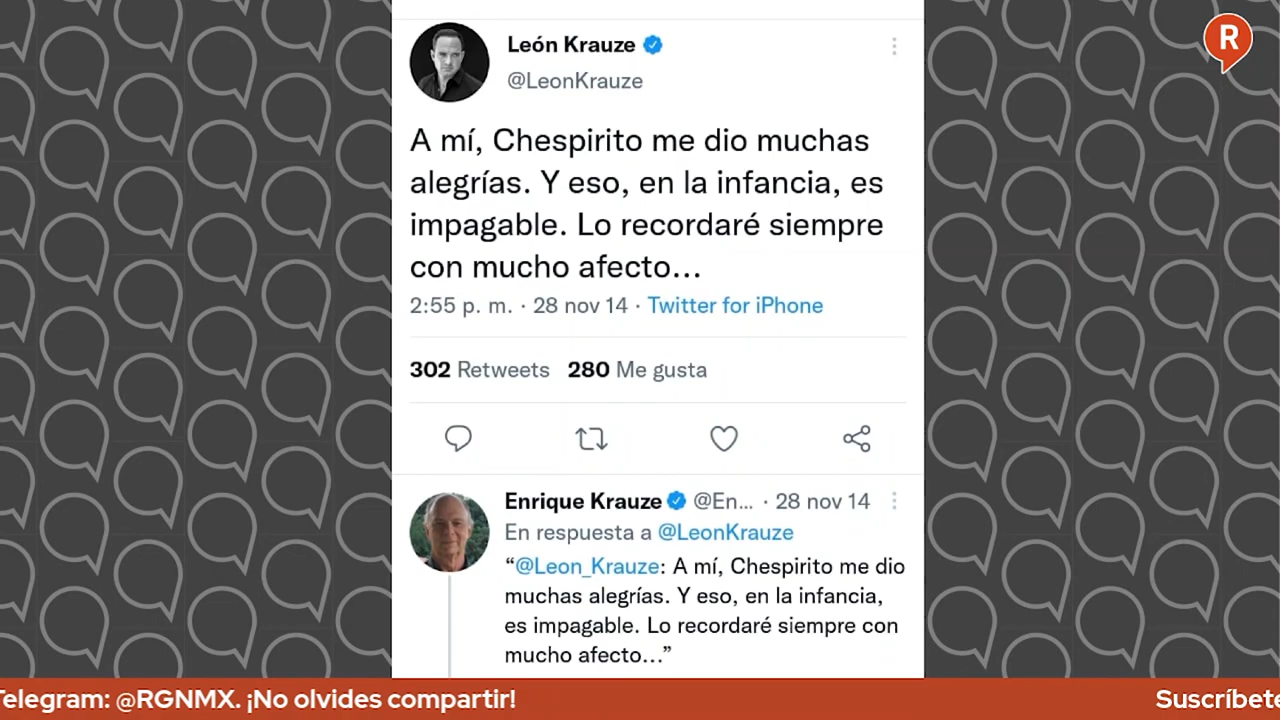 R
León Krauze
@LeonKrauze
A mí, Chespirito me dio muchas
alegrías. Y eso, en la infancia, es
impagable. Lo recordaré siempre
con mucho afecto...
2:55 p. m. · 28 nov 14 · Twitter for iPhone
302 Retweets 280 Me gusta
Enrique Krauze @En... · 28 nov 14
En respuesta a @LeonKrauze
“@Leon_Krauze: A mí, Chespirito me dio
muchas alegrías. Y eso, en la infancia,
es impagable. Lo recordaré siempre con
mucho afecto...”
Telegram: @RGNMX. ¡No olvides compartir! Suscríbete